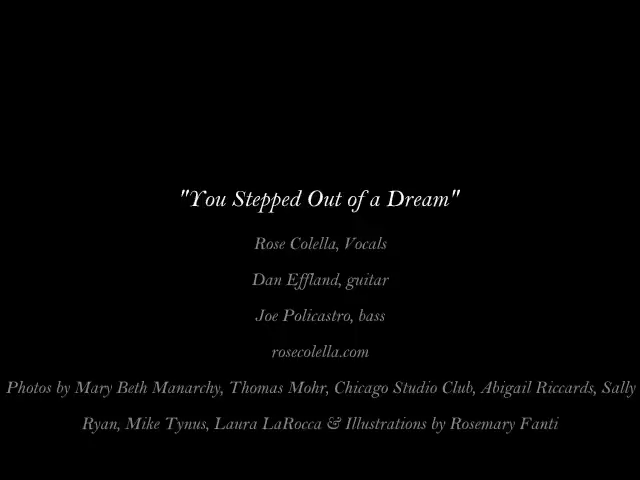 "You Stepped Out of a Dream"
Rose Colella, Vocals
Dan Effland, guitar
Joe Policastro, bass
rosecolella.com
Photos by Mary Beth Manarchy, Thomas Mohr, Chicago Studio Club, Abigail Riccards, Sally
Ryan, Mike Tynus, Laura LaRocca & Illustrations by Rosemary Fanti